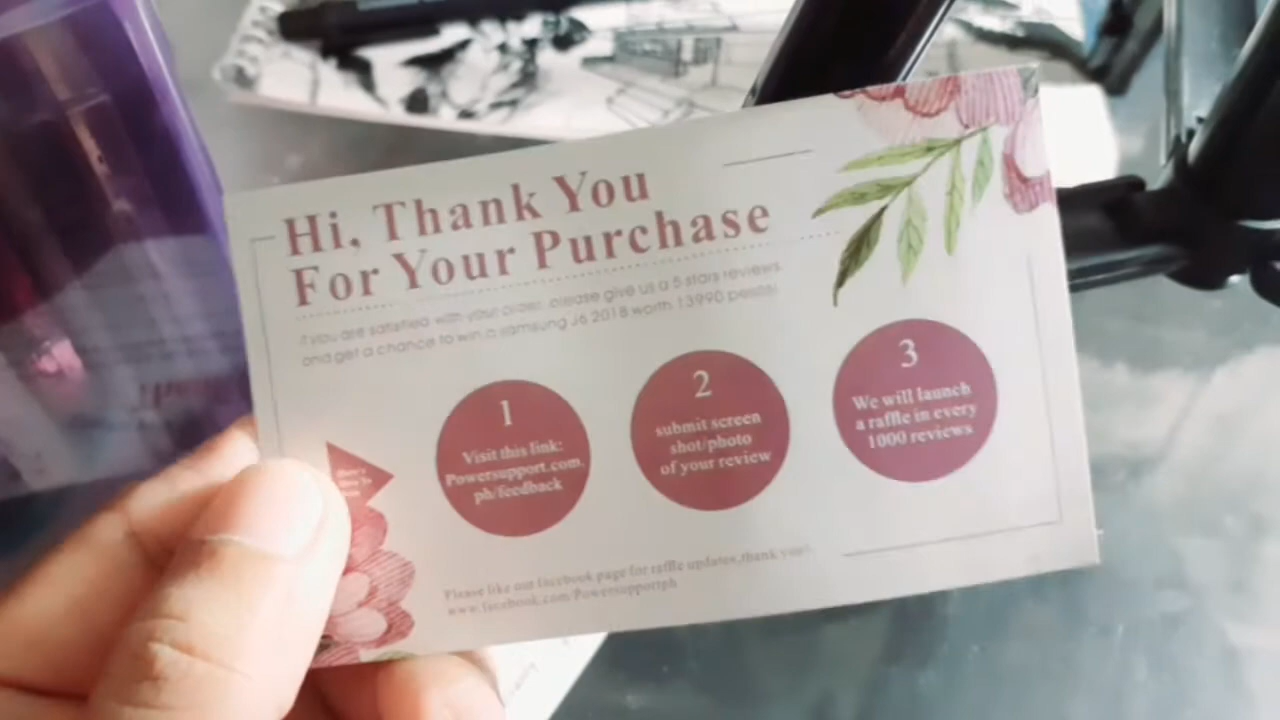 Hi, Thank You
For Your Purchase
If you are satisfied with your order, please give us a 5 stars reviews
and get a chance to win a samsung J6 2018 worth 13990 pesos!
1
Visit this link:
Powersupport.com.
ph/feedback
2
submit screen
shot/photo
of your review
3
We will launch
a raffle in every
1000 reviews
Please like our facebook page for raffle updates,thank you!
www.facebook.com/Powersupportph